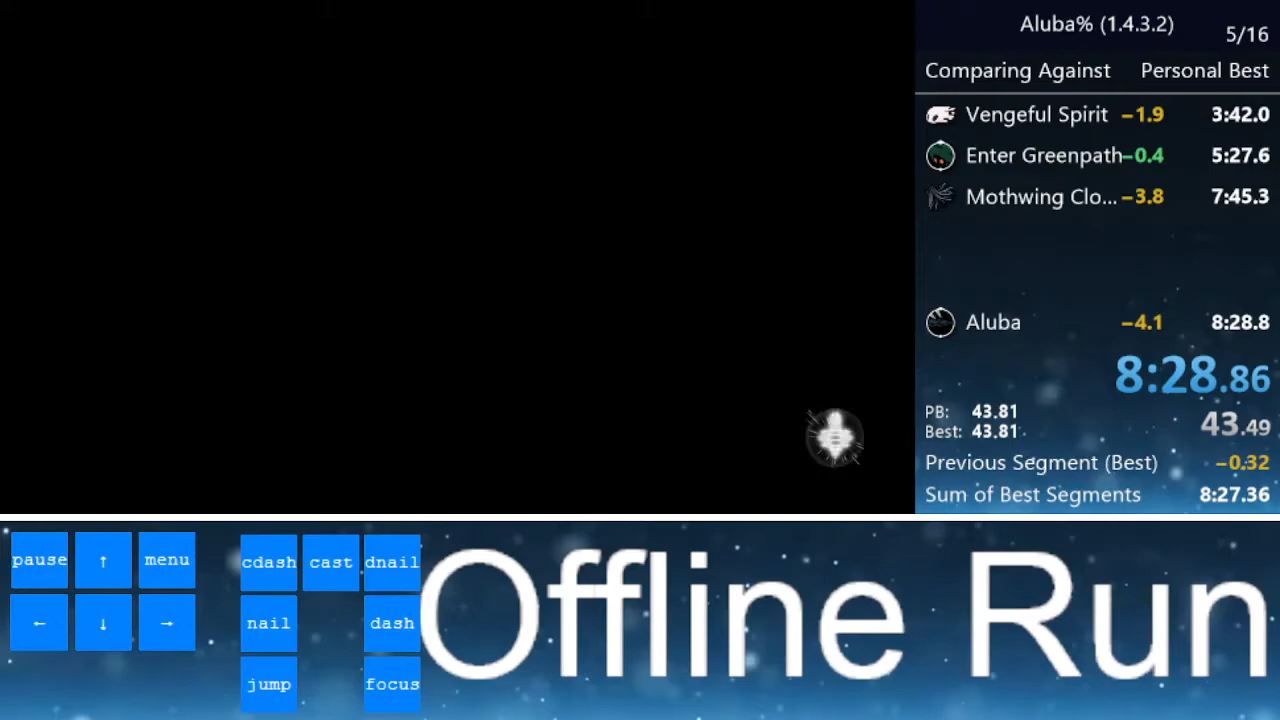 Aluba% (1.4.3.2)
5/16
Comparing Against Personal Best
Vengeful Spirit −1.9 3:42.0
Enter Greenpath −0.4 5:27.6
Mothwing Clo... −3.8 7:45.3
Aluba −4.1 8:28.8
8:28.86
PB: 43.81
Best: 43.81
43.49
Previous Segment (Best) −0.32
Sum of Best Segments 8:27.36
pause ↑ menu
← ↓ →
cdash cast dnail
nail dash
jump focus
Offline Run